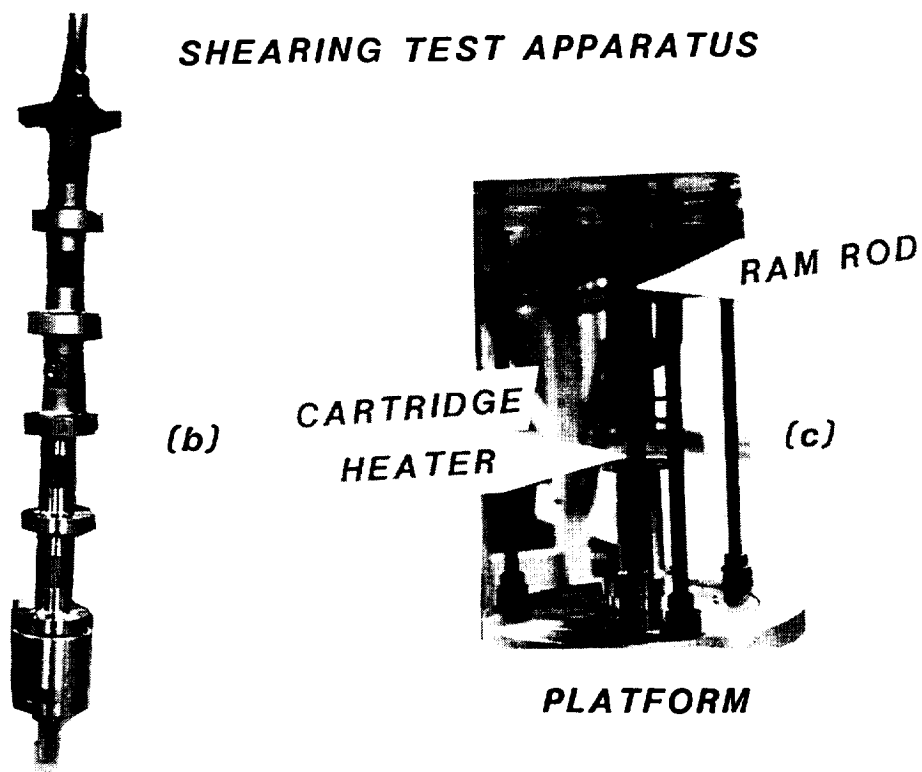 SHEARING TEST APPARATUS
RAM ROD
CARTRIDGE
HEATER
(b)
(c)
PLATFORM